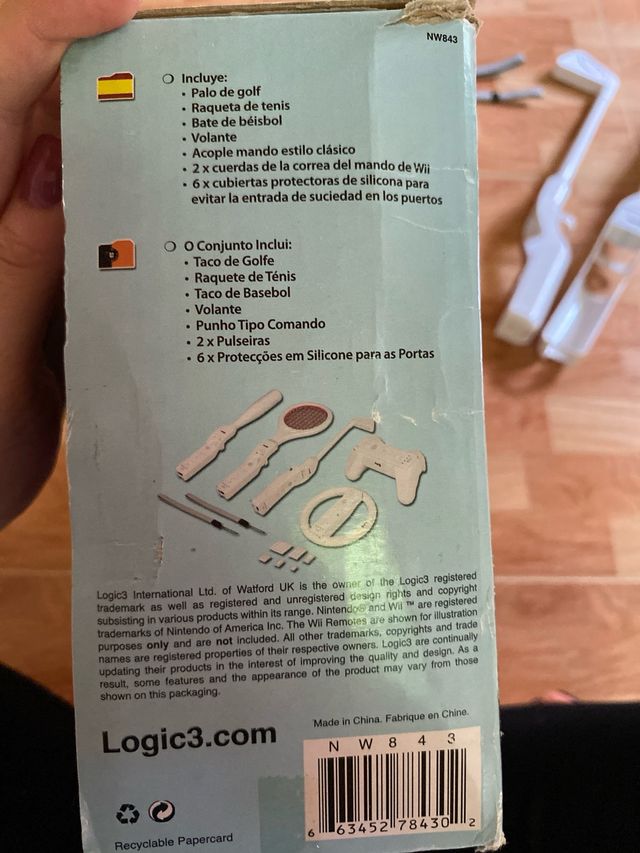 NW843
Incluye:
• Palo de golf
• Raqueta de tenis
• Bate de béisbol
• Volante
• Acople mando estilo clásico
• 2 x cuerdas de la correa del mando de Wii
• 6 x cubiertas protectoras de silicona para
evitar la entrada de suciedad en los puertos
O Conjunto Inclui:
• Taco de Golfe
• Raquete de Ténis
• Taco de Basebol
• Volante
• Punho Tipo Comando
• 2 x Pulseiras
• 6 x Protecções em Silicone para as Portas
Logic3 International Ltd. of Watford UK is the owner of the Logic3 registered
trademark as well as registered and unregistered design rights and copyright
subsisting in various products within its range. Nintendo® and Wii ™ are registered
trademarks of Nintendo of America Inc. The Wii Remotes are shown for illustration
purposes only and are not included. All other trademarks, copyrights and trade
names are registered properties of their respective owners. Logic3 are continually
updating their products in the interest of improving the quality and design. As a
result, some features and the appearance of the product may vary from those
shown on this packaging.
Made in China. Fabrique en Chine.
Logic3.com
N W 8 4 3
6 63452 78430 2
Recyclable Papercard